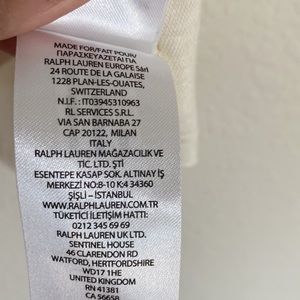 MADE FOR/FAIT POUR/
ΠΑΡΑΣΚΕΥΑΖΕΤΑΙ ΓΙΑ
RALPH LAUREN EUROPE Sàrl
24 ROUTE DE LA GALAISE
1228 PLAN-LES-OUATES,
SWITZERLAND
N.I.F.: IT03945310963
RL SERVICES S.R.L.
VIA SAN BARNABA 27
CAP 20122, MILAN
ITALY
RALPH LAUREN MAĞAZACILIK VE
TİC. LTD. ŞTİ
ESENTEPE KASAP SOK. ALTINAY İŞ
MERKEZİ NO:B-10 K:4 34360
ŞİŞLİ - İSTANBUL
WWW.RALPHLAUREN.COM.TR
TÜKETİCİ İLETİŞİM HATTI:
0212 345 69 69
RALPH LAUREN UK LTD.
SENTINEL HOUSE
46 CLARENDON RD
WATFORD, HERTFORDSHIRE
WD17 1HE
UNITED KINGDOM
RN 41381
CA 56658